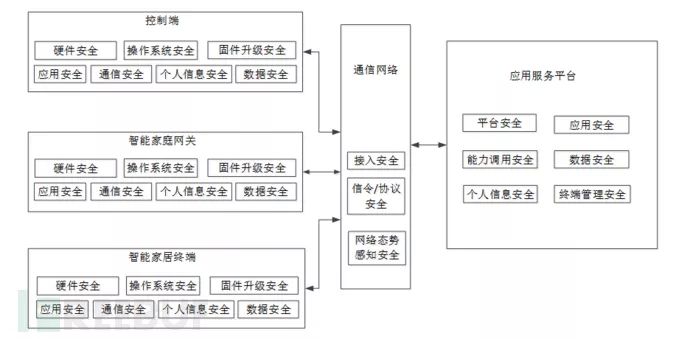 控制端
硬件安全 操作系统安全 固件升级安全
应用安全 通信安全 个人信息安全 数据安全
智能家庭网关
硬件安全 操作系统安全 固件升级安全
应用安全 通信安全 个人信息安全 数据安全
智能家居终端
硬件安全 操作系统安全 固件升级安全
应用安全 通信安全 个人信息安全 数据安全
通信网络
接入安全
信令/协议
安全
网络态势
感知安全
应用服务平台
平台安全 应用安全
能力调用安全 数据安全
个人信息安全 终端管理安全